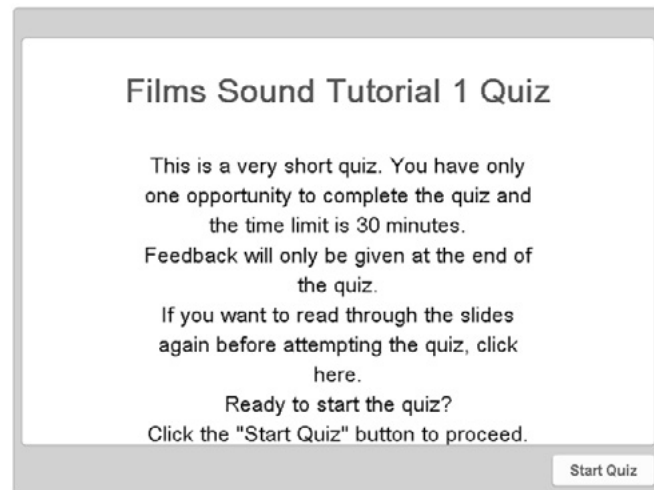 Films Sound Tutorial 1 Quiz
This is a very short quiz. You have only
one opportunity to complete the quiz and
the time limit is 30 minutes.
Feedback will only be given at the end of
the quiz.
If you want to read through the slides
again before attempting the quiz, click
here.
Ready to start the quiz?
Click the "Start Quiz" button to proceed.
Start Quiz